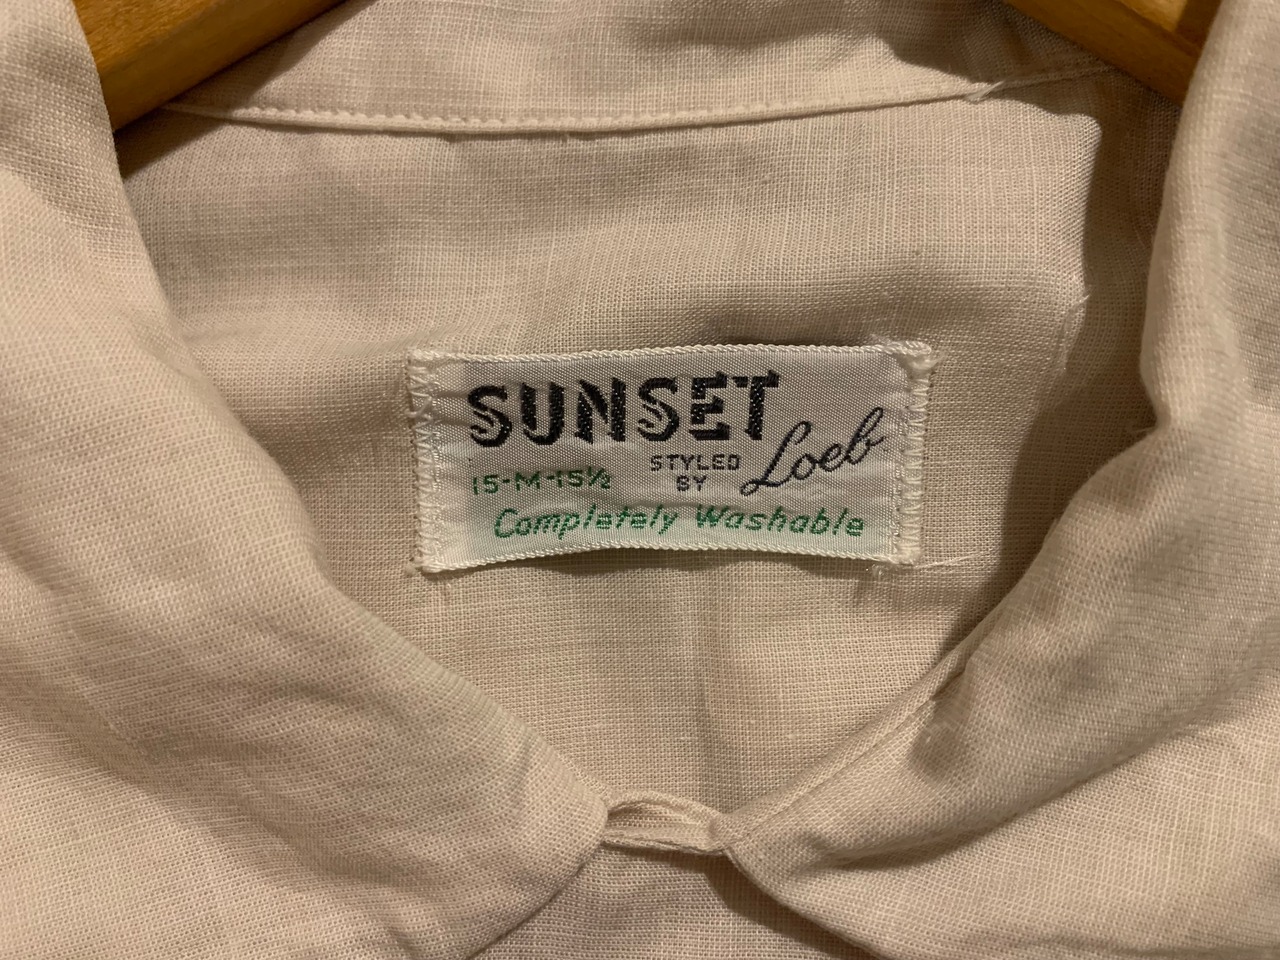 SUNSET
15-M-15½ STYLED BY Loeb
Completely Washable